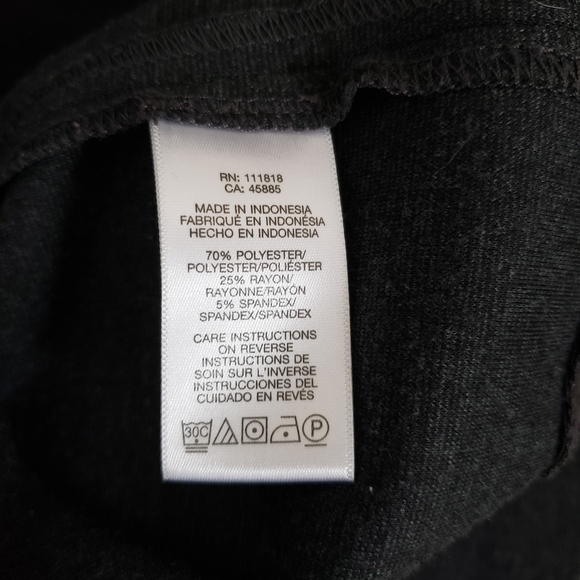 RN: 111818
CA: 45885
MADE IN INDONESIA
FABRIQUÉ EN INDONÉSIA
HECHO EN INDONESIA
70% POLYESTER/
POLYESTER/POLIÉSTER
25% RAYON/
RAYONNE/RAYÓN
5% SPANDEX/
SPANDEX/SPANDEX
CARE INSTRUCTIONS
ON REVERSE
INSTRUCTIONS DE
SOIN SUR L'INVERSE
INSTRUCCIONES DEL
CUIDADO EN REVÉS
30C P